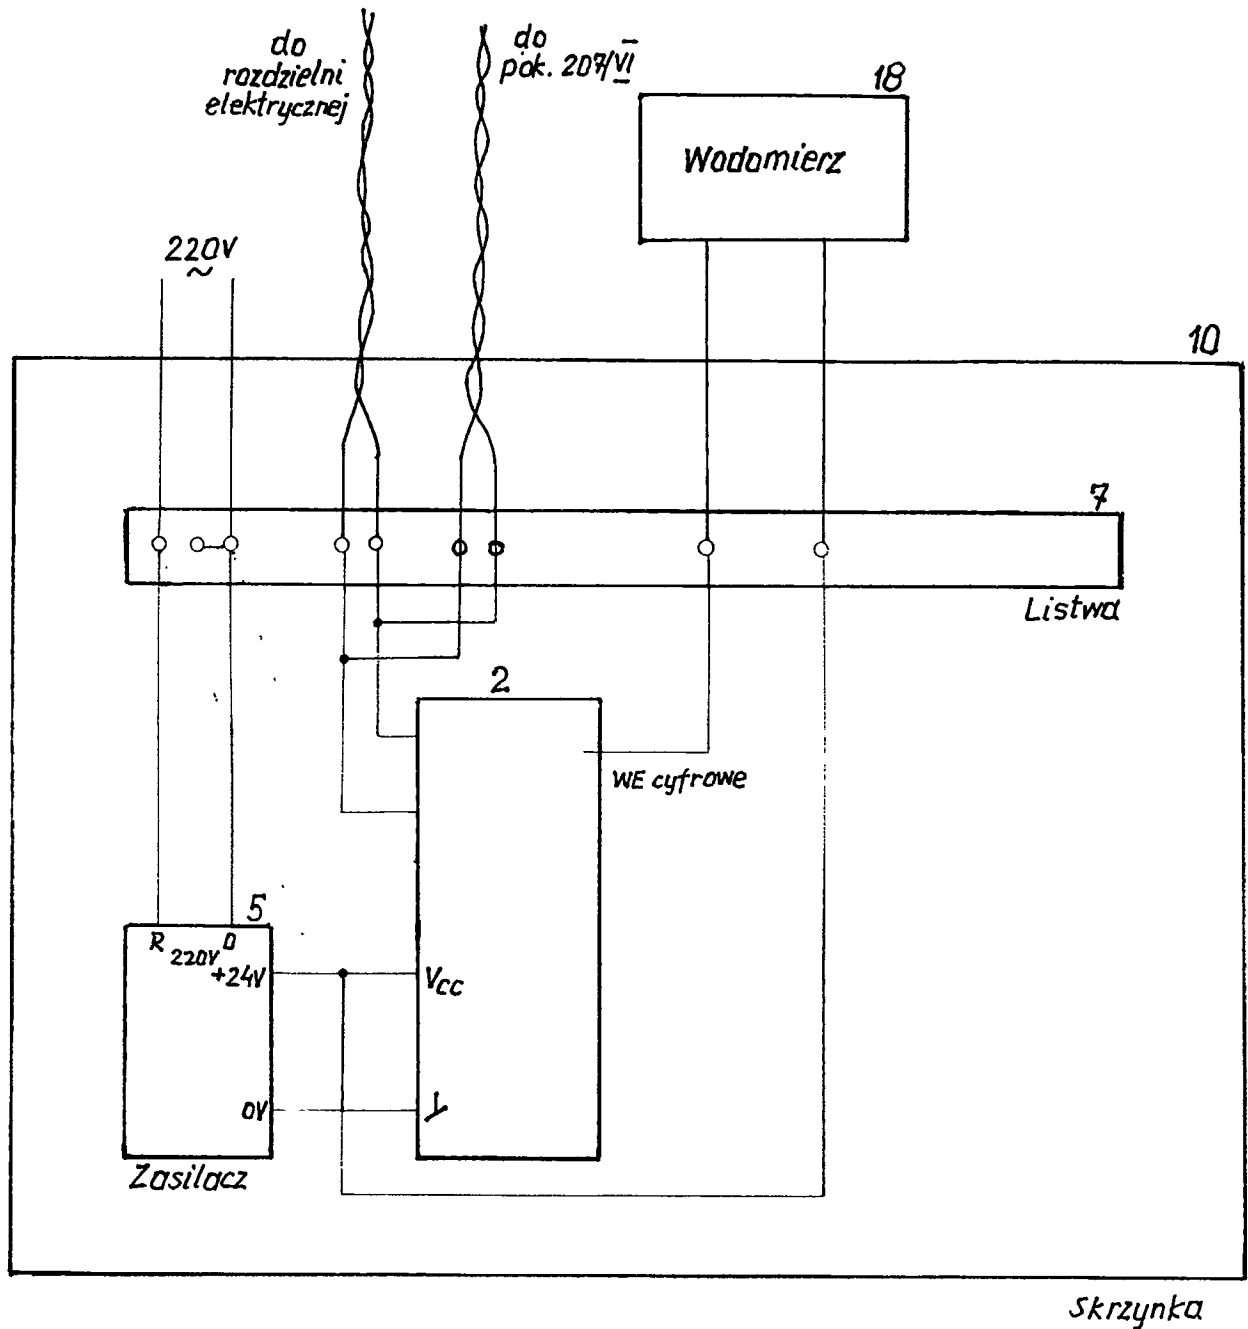 do
rozdzielni
elektrycznej
do
pok. 207/VI
18
Wodomierz
220V
~
10
7
Listwa
2
WE cyfrowe
5
R 220V 0
+24V
Vcc
0V
Zasilacz
Skrzynka